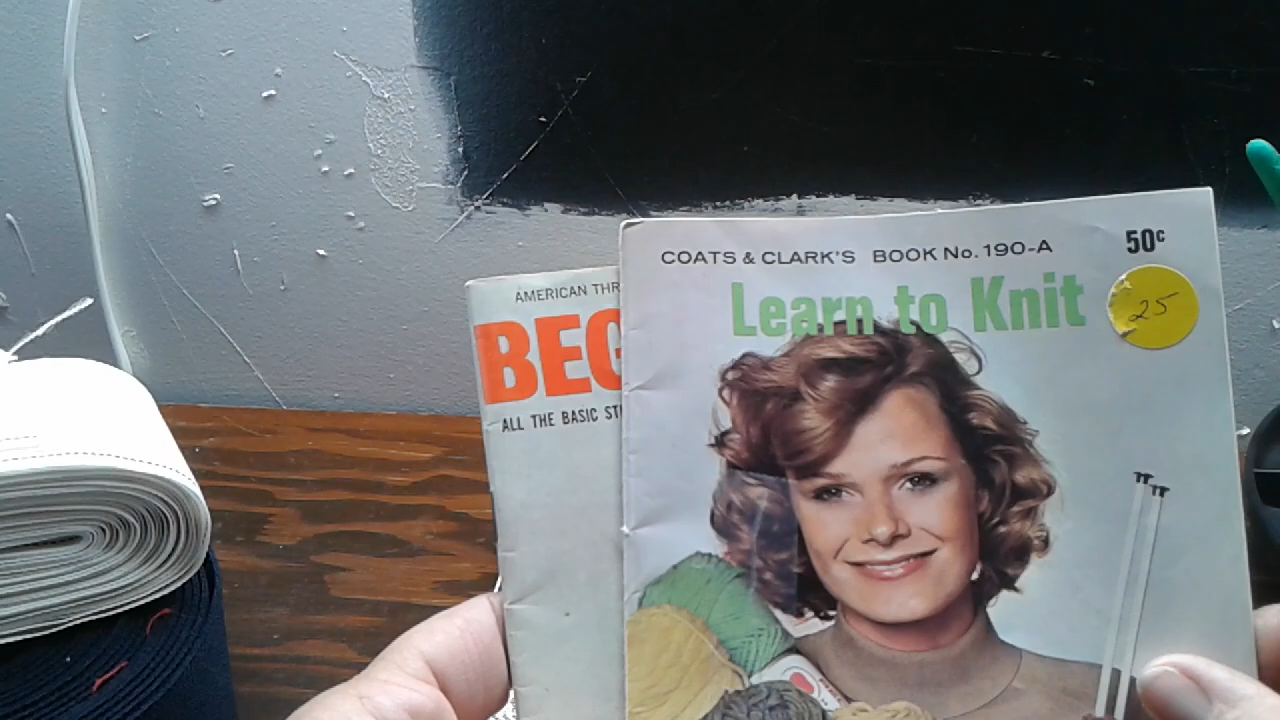 AMERICAN THR
BEG
ALL THE BASIC ST
COATS & CLARK'S BOOK No. 190-A
50¢
Learn to Knit
25